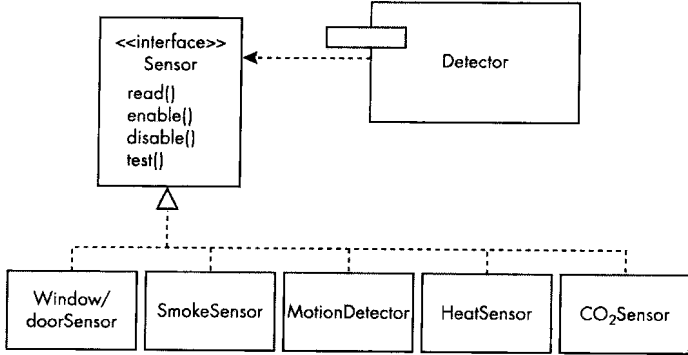 <<interface>>
Sensor
read()
enable()
disable()
test()
Detector
Window/
doorSensor
SmokeSensor
MotionDetector
HeatSensor
CO₂Sensor